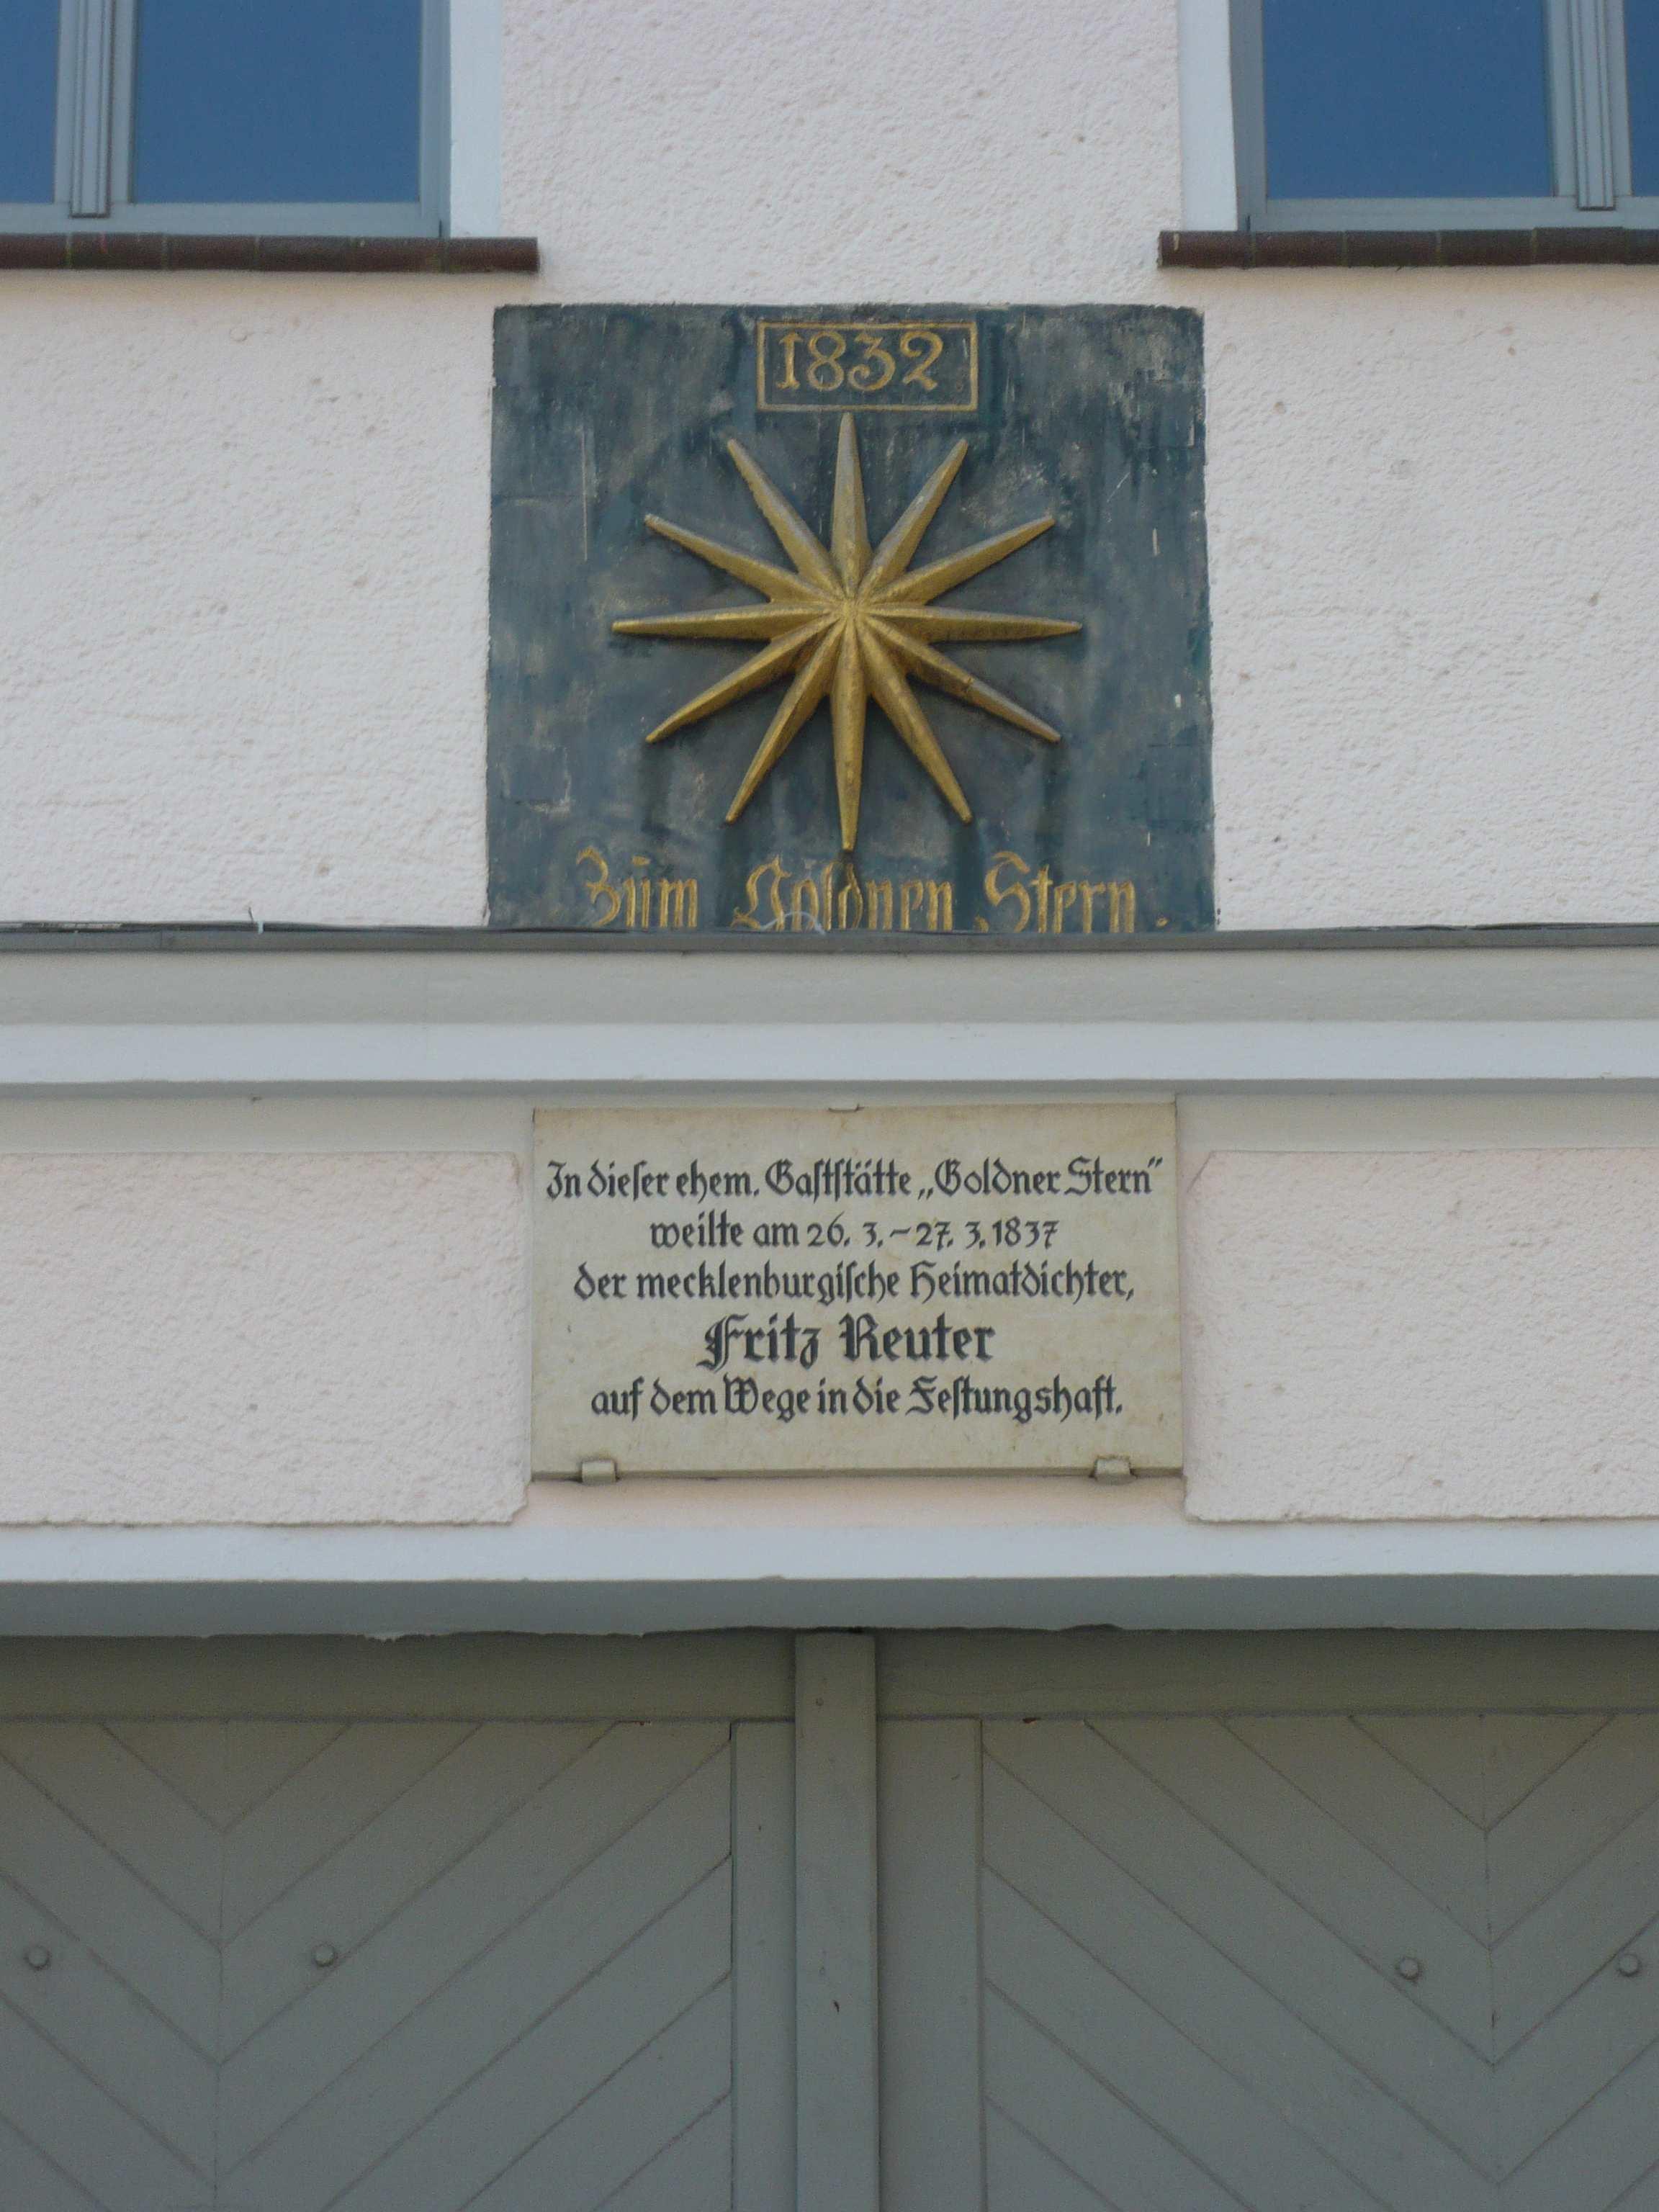 1832
Zum Goldnen Stern.
In dieſer ehem. Gaſtſtätte „Goldner Stern"
weilte am 26. 3. – 27. 3. 1837
der mecklenburgiſche Heimatdichter,
Fritz Reuter
auf dem Wege in die Feſtungshaft.